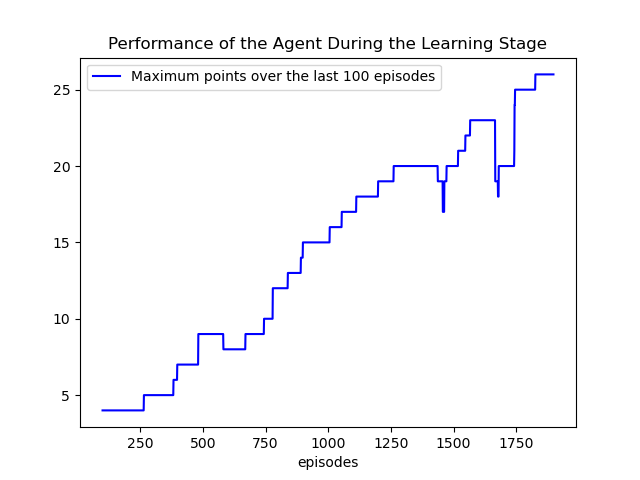 Performance of the Agent During the Learning Stage
Maximum points over the last 100 episodes
25
20
15
10
5
250 500 750 1000 1250 1500 1750
episodes